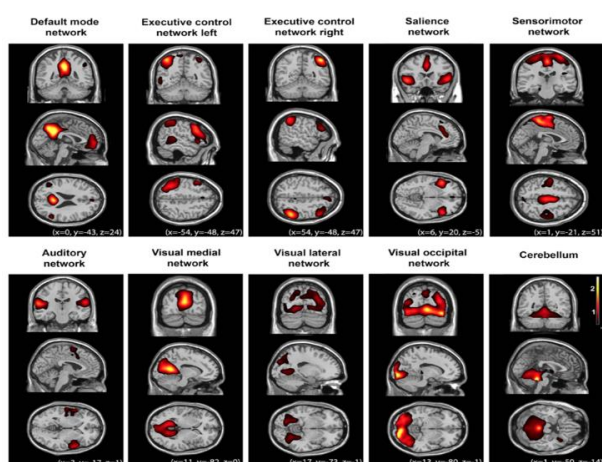 Default mode
network
Executive control
network left
Executive control
network right
Salience
network
Sensorimotor
network
(x=0, y=-43, z=24)
(x=-54, y=-48, z=47)
(x=54, y=-48, z=47)
(x=6, y=20, z=-5)
(x=1, y=-21, z=51)
Auditory
network
Visual medial
network
Visual lateral
network
Visual occipital
network
Cerebellum
2
1